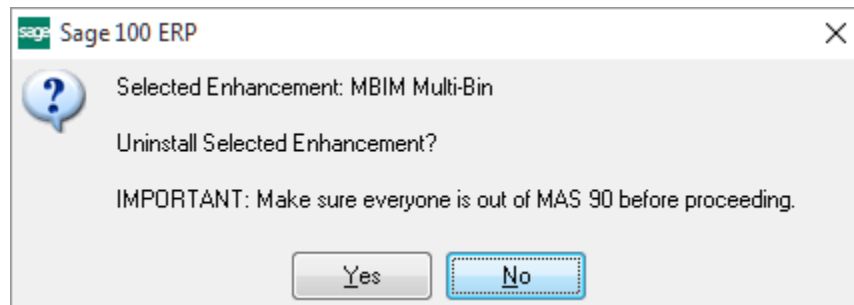 sage Sage 100 ERP
Selected Enhancement: MBIM Multi-Bin
Uninstall Selected Enhancement?
IMPORTANT: Make sure everyone is out of MAS 90 before proceeding.
Yes No